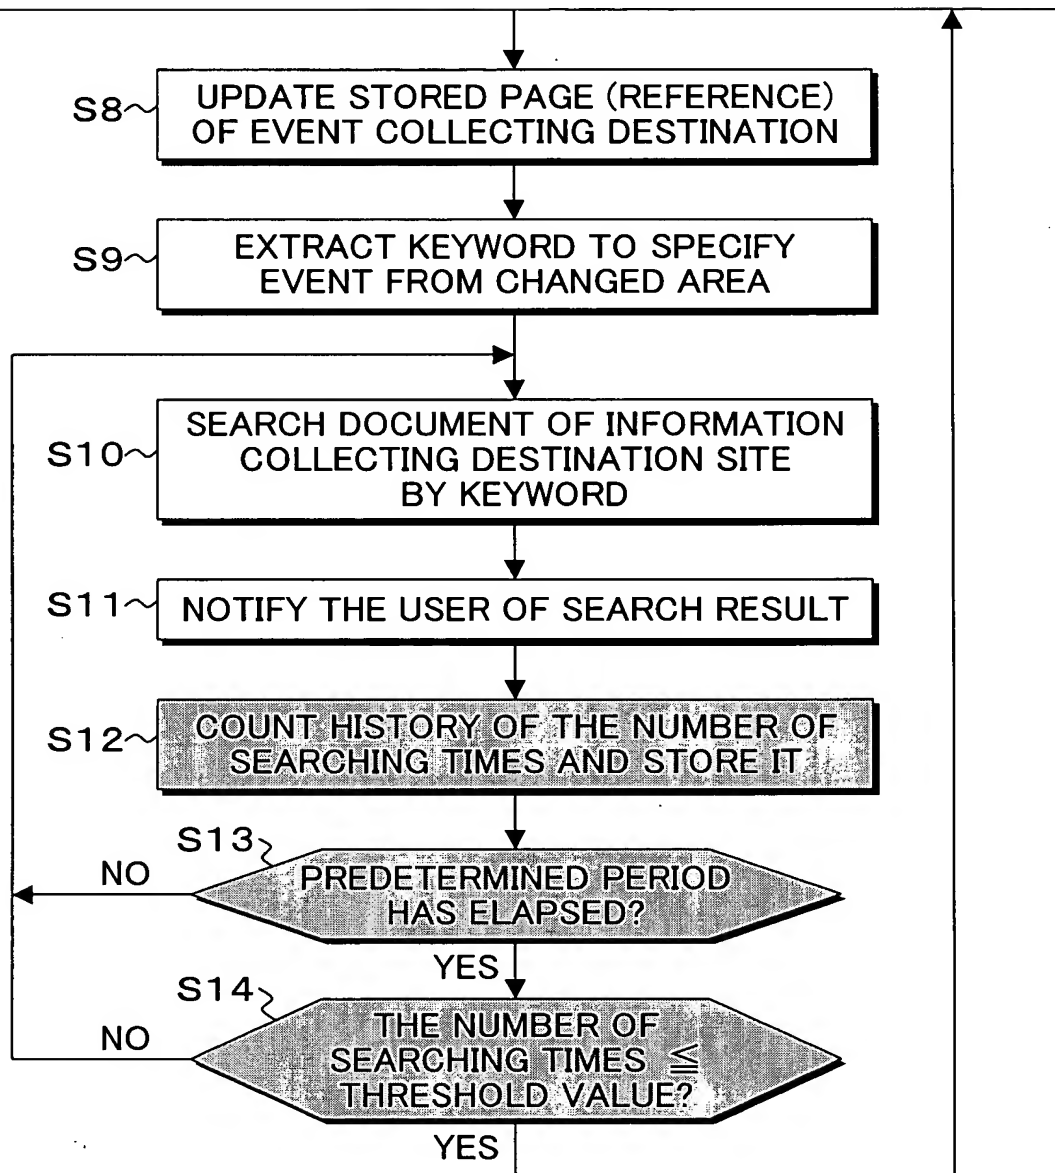 S8
UPDATE STORED PAGE (REFERENCE)
OF EVENT COLLECTING DESTINATION
S9
EXTRACT KEYWORD TO SPECIFY
EVENT FROM CHANGED AREA
S10
SEARCH DOCUMENT OF INFORMATION
COLLECTING DESTINATION SITE
BY KEYWORD
S11
NOTIFY THE USER OF SEARCH RESULT
S12
COUNT HISTORY OF THE NUMBER OF
SEARCHING TIMES AND STORE IT
S13
NO
PREDETERMINED PERIOD
HAS ELAPSED?
YES
S14
NO
THE NUMBER OF
SEARCHING TIMES ≦
THRESHOLD VALUE?
YES